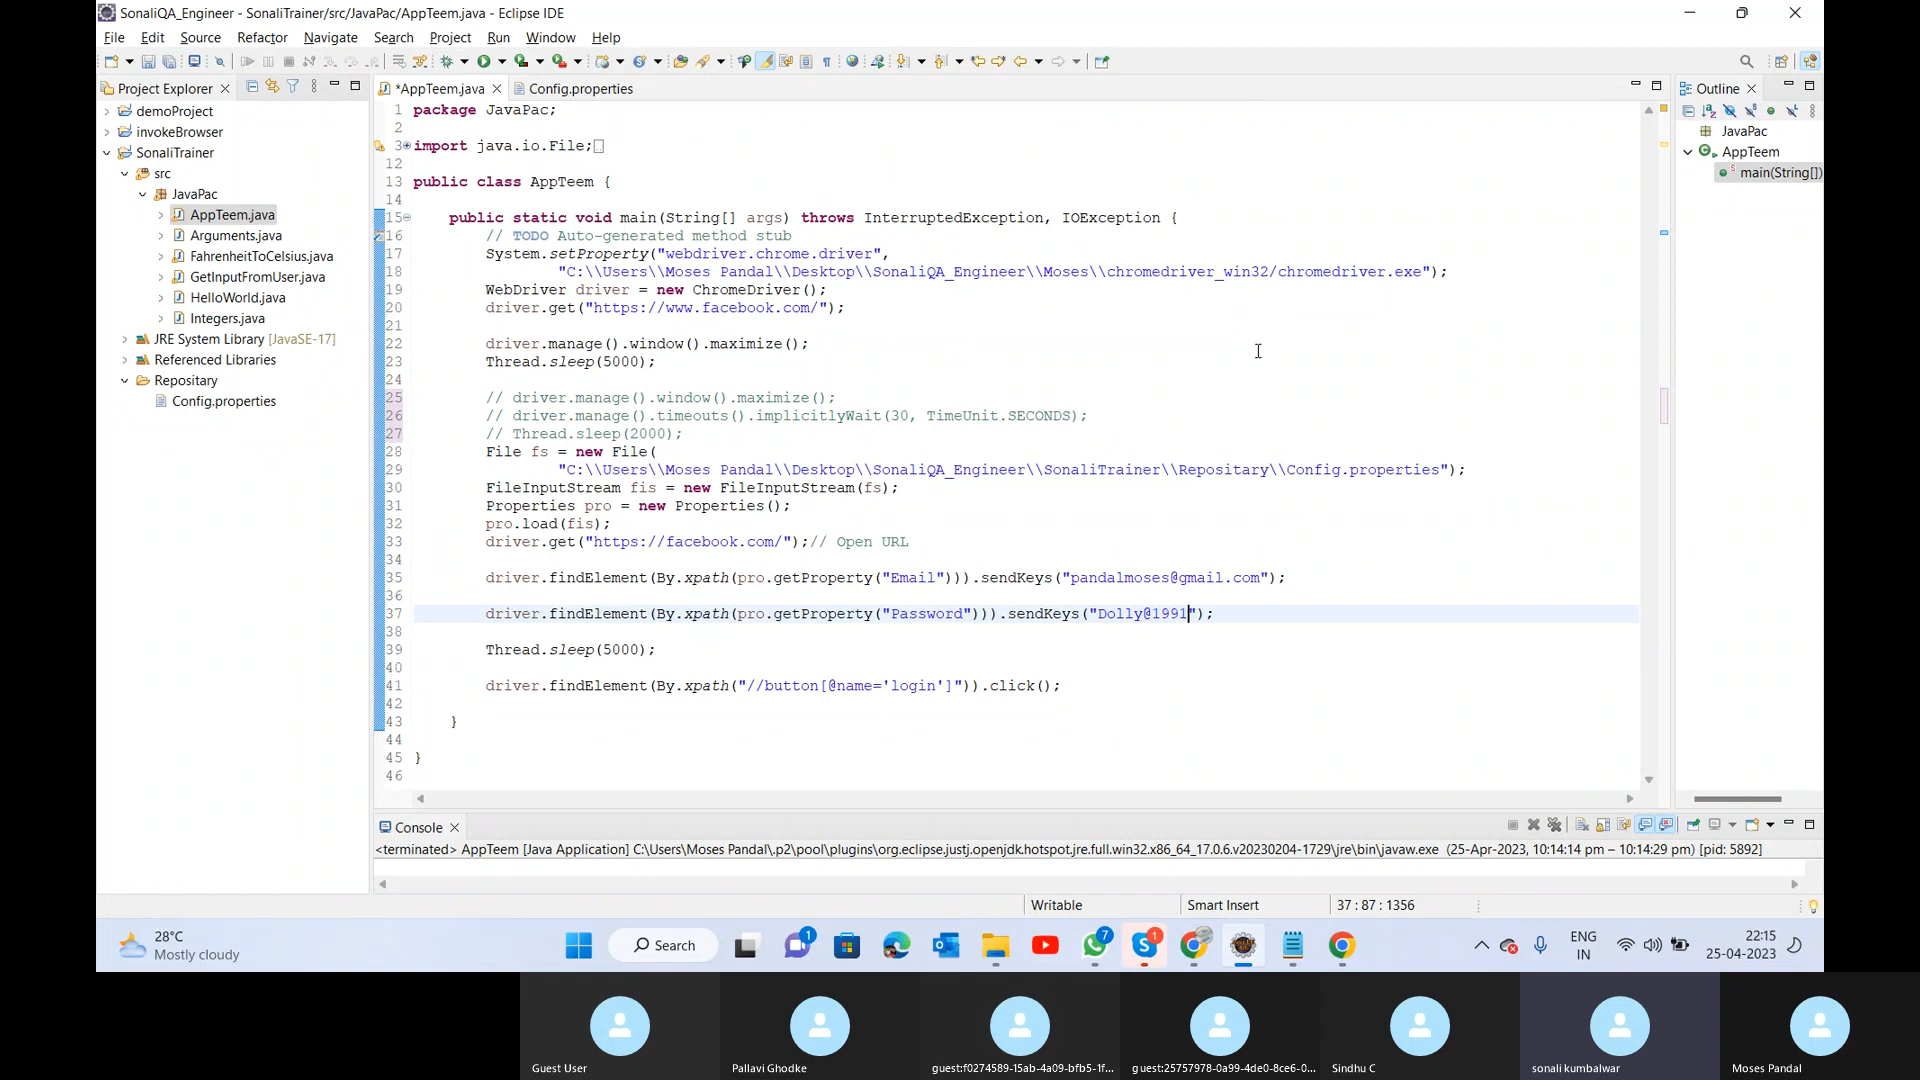 SonaliQA_Engineer - SonaliTrainer/src/JavaPac/AppTeem.java - Eclipse IDE
File Edit Source Refactor Navigate Search Project Run Window Help
Project Explorer
demoProject
invokeBrowser
SonaliTrainer
src
JavaPac
AppTeem.java
Arguments.java
FahrenheitToCelsius.java
GetInputFromUser.java
HelloWorld.java
Integers.java
JRE System Library [JavaSE-17]
Referenced Libraries
Repositary
Config.properties
*AppTeem.java Config.properties
1 package JavaPac;
2
3 import java.io.File;
12
13 public class AppTeem {
14
15 public static void main(String[] args) throws InterruptedException, IOException {
16 // TODO Auto-generated method stub
17 System.setProperty("webdriver.chrome.driver",
18 "C:\\Users\\Moses Pandal\\Desktop\\SonaliQA_Engineer\\Moses\\chromedriver_win32/chromedriver.exe");
19 WebDriver driver = new ChromeDriver();
20 driver.get("https://www.facebook.com/");
21
22 driver.manage().window().maximize();
23 Thread.sleep(5000);
24
25 // driver.manage().window().maximize();
26 // driver.manage().timeouts().implicitlyWait(30, TimeUnit.SECONDS);
27 // Thread.sleep(2000);
28 File fs = new File(
29 "C:\\Users\\Moses Pandal\\Desktop\\SonaliQA_Engineer\\SonaliTrainer\\Repositary\\Config.properties");
30 FileInputStream fis = new FileInputStream(fs);
31 Properties pro = new Properties();
32 pro.load(fis);
33 driver.get("https://facebook.com/");// Open URL
34
35 driver.findElement(By.xpath(pro.getProperty("Email"))).sendKeys("pandalmoses@gmail.com");
36
37 driver.findElement(By.xpath(pro.getProperty("Password"))).sendKeys("Dolly@1991");
38
39 Thread.sleep(5000);
40
41 driver.findElement(By.xpath("//button[@name='login']")).click();
42
43 }
44
45 }
46
Outline
JavaPac
AppTeem
main(String[])
Console
<terminated> AppTeem [Java Application] C:\Users\Moses Pandal\.p2\pool\plugins\org.eclipse.justj.openjdk.hotspot.jre.full.win32.x86_64_17.0.6.v20230204-1729\jre\bin\javaw.exe (25-Apr-2023, 10:14:14 pm – 10:14:29 pm) [pid: 5892]
Writable Smart Insert 37 : 87 : 1356
28°C
Mostly cloudy
Search
1
7
1
ENG
IN
22:15
25-04-2023
Guest User
Pallavi Ghodke
guest:f0274589-15ab-4a09-bfb5-1f...
guest:25757978-0a99-4de0-8ce6-0...
Sindhu C
sonali kumbalwar
Moses Pandal